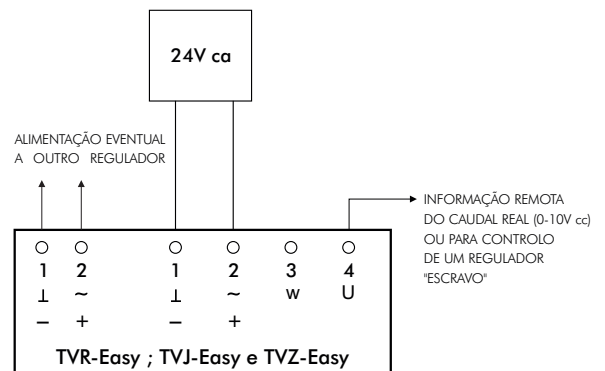 24V ca
ALIMENTAÇÃO EVENTUAL
A OUTRO REGULADOR
INFORMAÇÃO REMOTA
DO CAUDAL REAL (0-10V cc)
OU PARA CONTROLO
DE UM REGULADOR
"ESCRAVO"
1 2 1 2 3 4
⊥ ~ ⊥ ~ w U
– + – +
TVR-Easy ; TVJ-Easy e TVZ-Easy